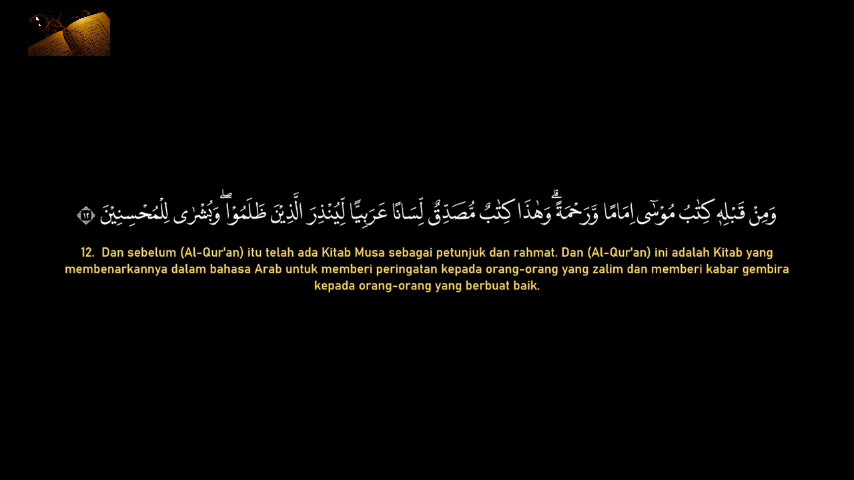 وَمِنْ قَبْلِهٖ كِتٰبُ مُوْسٰٓى اِمَامًا وَّرَحْمَةً ۗوَهٰذَا كِتٰبٌ مُّصَدِّقٌ لِّسَانًا عَرَبِيًّا لِّيُنْذِرَ الَّذِيْنَ ظَلَمُوْا ۖوَبُشْرٰى لِلْمُحْسِنِيْنَ ١٢
12. Dan sebelum (Al-Qur'an) itu telah ada Kitab Musa sebagai petunjuk dan rahmat. Dan (Al-Qur'an) ini adalah Kitab yang
membenarkannya dalam bahasa Arab untuk memberi peringatan kepada orang-orang yang zalim dan memberi kabar gembira
kepada orang-orang yang berbuat baik.